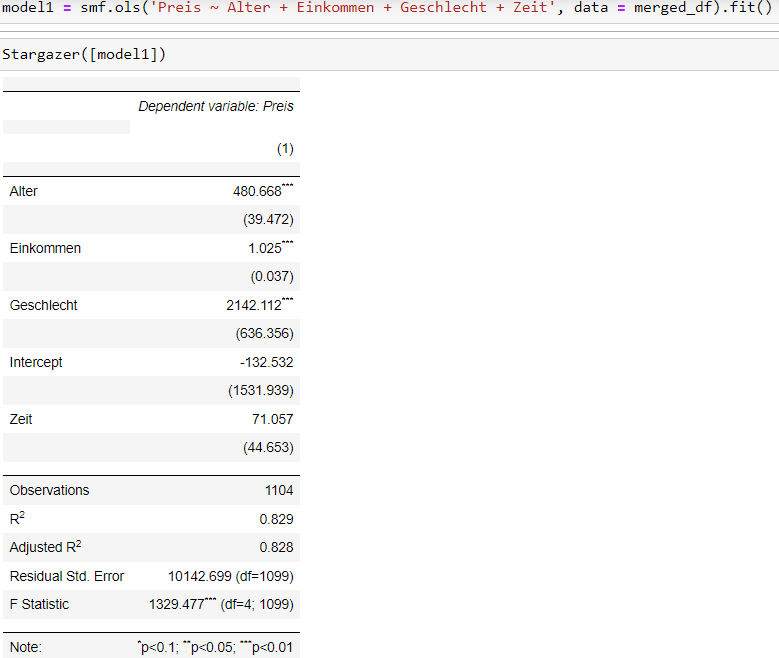 model1 = smf.ols('Preis ~ Alter + Einkommen + Geschlecht + Zeit', data = merged_df).fit()
Stargazer([model1])
Dependent variable: Preis
(1)
Alter 480.668***
(39.472)
Einkommen 1.025***
(0.037)
Geschlecht 2142.112***
(636.356)
Intercept -132.532
(1531.939)
Zeit 71.057
(44.653)
Observations 1104
R2 0.829
Adjusted R2 0.828
Residual Std. Error 10142.699 (df=1099)
F Statistic 1329.477*** (df=4; 1099)
Note: *p<0.1; **p<0.05; ***p<0.01